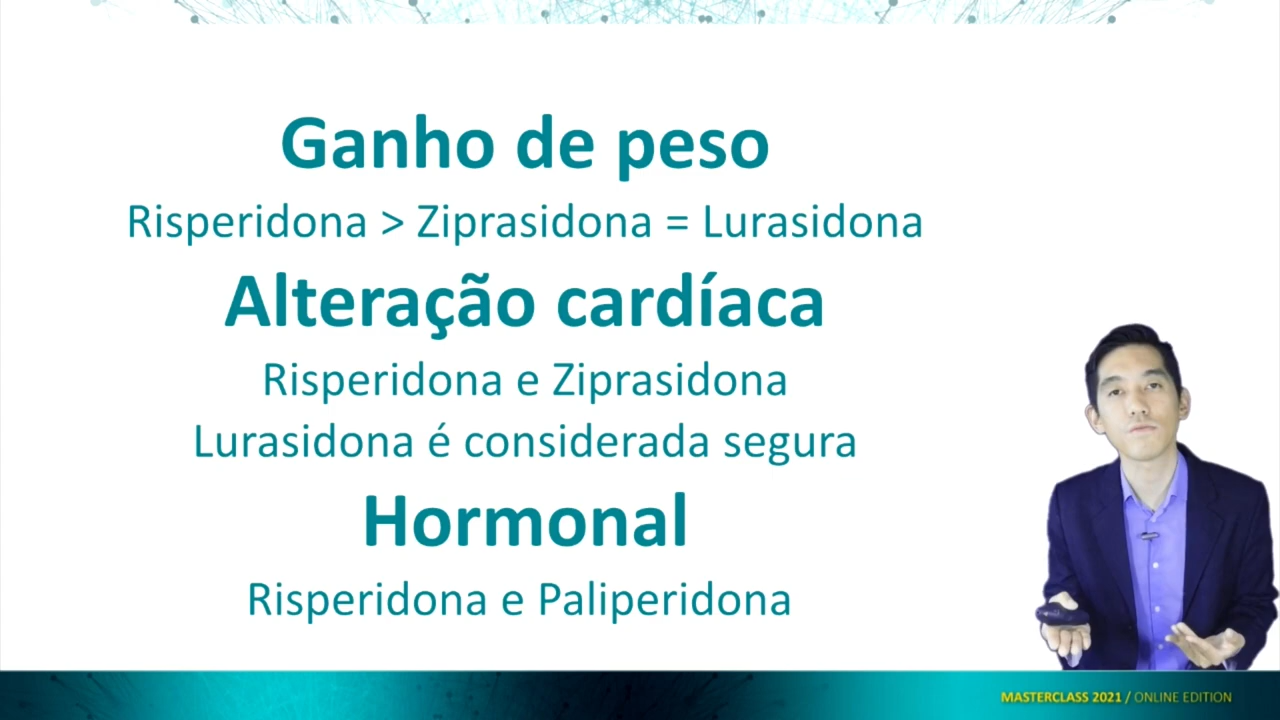 Ganho de peso
Risperidona > Ziprasidona = Lurasidona
Alteração cardíaca
Risperidona e Ziprasidona
Lurasidona é considerada segura
Hormonal
Risperidona e Paliperidona
MASTERCLASS 2021 / ONLINE EDITION